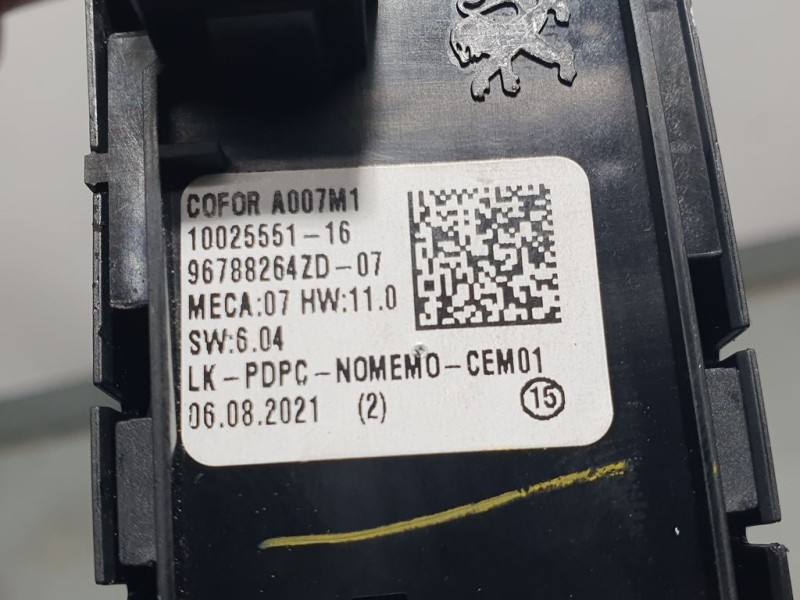 COFOR A007M1
10025551-16
96788264ZD-07
MECA:07 HW:11.0
SW:6.04
LK-PDPC-NOMEMO-CEM01
06.08.2021 (2) 15